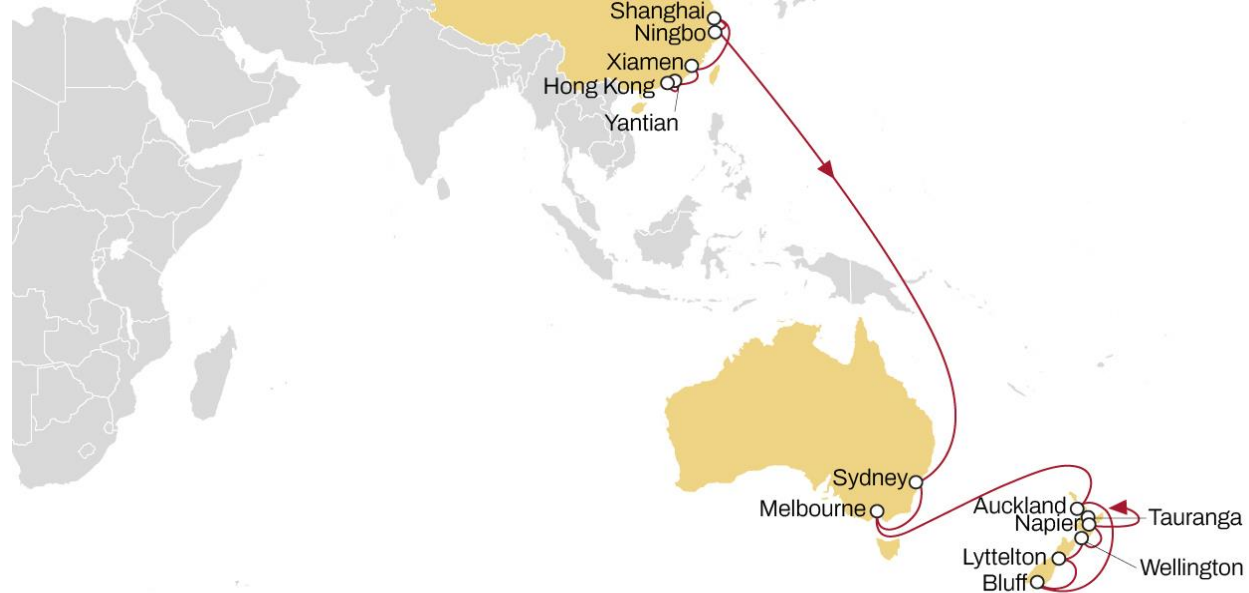 Shanghai
Ningbo
Xiamen
Hong Kong
Yantian
Sydney
Melbourne
Auckland
Napier
Tauranga
Lyttelton
Wellington
Bluff